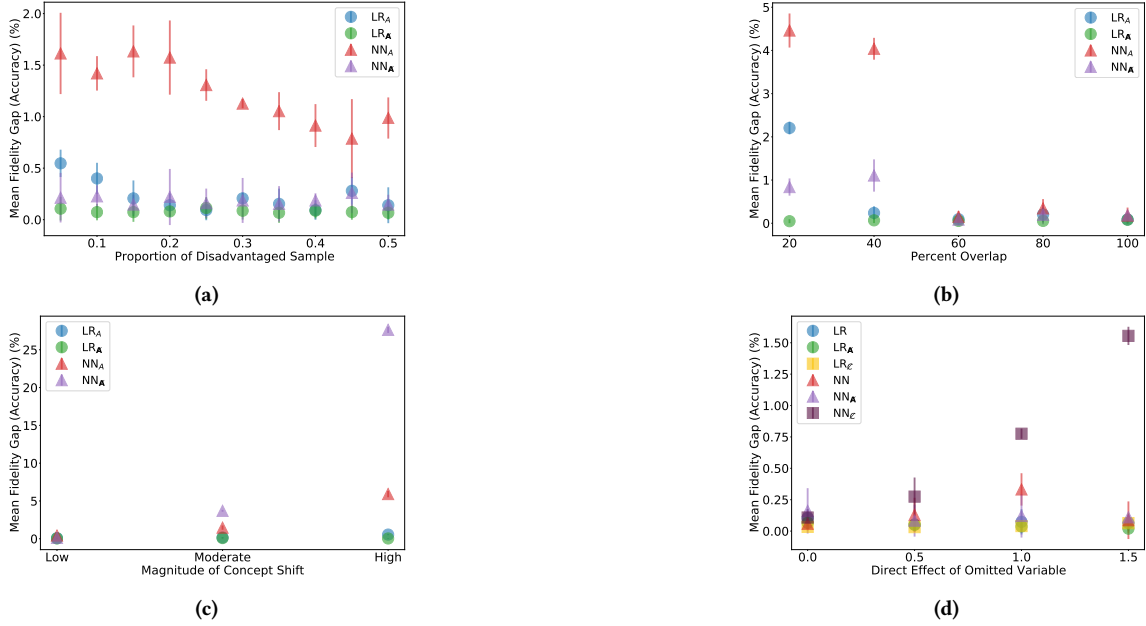 Mean Fidelity Gap (Accuracy) (%)
2.0
1.5
1.0
0.5
0.0
0.1
0.2
0.3
0.4
0.5
Proportion of Disadvantaged Sample
LR_A
LR_A̸
NN_A
NN_A̸
(a)
Mean Fidelity Gap (Accuracy) (%)
5
4
3
2
1
0
20
40
60
80
100
Percent Overlap
LR_A
LR_A̸
NN_A
NN_A̸
(b)
Mean Fidelity Gap (Accuracy) (%)
25
20
15
10
5
0
Low
Moderate
High
Magnitude of Concept Shift
LR_A
LR_A̸
NN_A
NN_A̸
(c)
Mean Fidelity Gap (Accuracy) (%)
1.50
1.25
1.00
0.75
0.50
0.25
0.00
0.0
0.5
1.0
1.5
Direct Effect of Omitted Variable
LR
LR_A̸
LR_C̸
NN
NN_A̸
NN_C̸
(d)